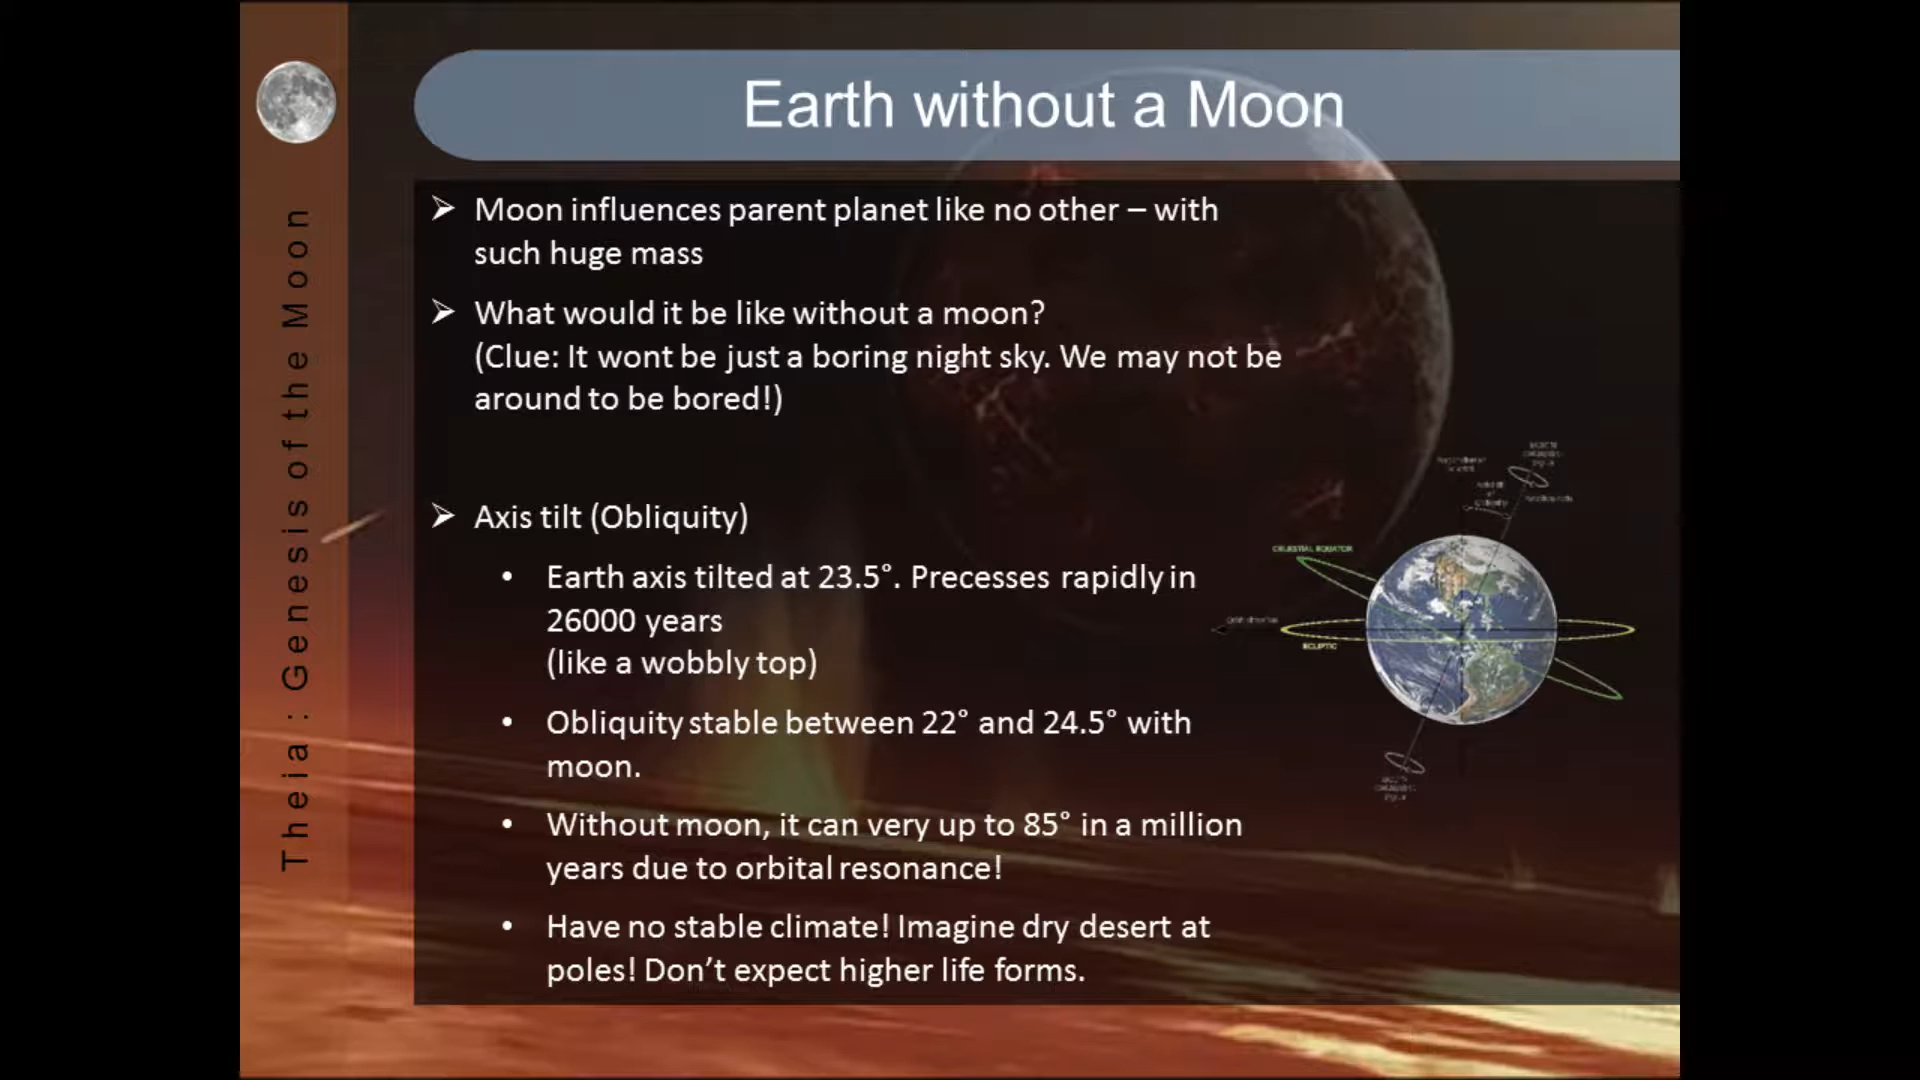 Earth without a Moon
Theia : Genesis of the Moon
➢ Moon influences parent planet like no other – with
such huge mass
➢ What would it be like without a moon?
(Clue: It wont be just a boring night sky. We may not be
around to be bored!)
➢ Axis tilt (Obliquity)
• Earth axis tilted at 23.5°. Precesses rapidly in
26000 years
(like a wobbly top)
• Obliquity stable between 22° and 24.5° with
moon.
• Without moon, it can very up to 85° in a million
years due to orbital resonance!
• Have no stable climate! Imagine dry desert at
poles! Don’t expect higher life forms.
CELESTIAL EQUATOR
ECLIPTIC